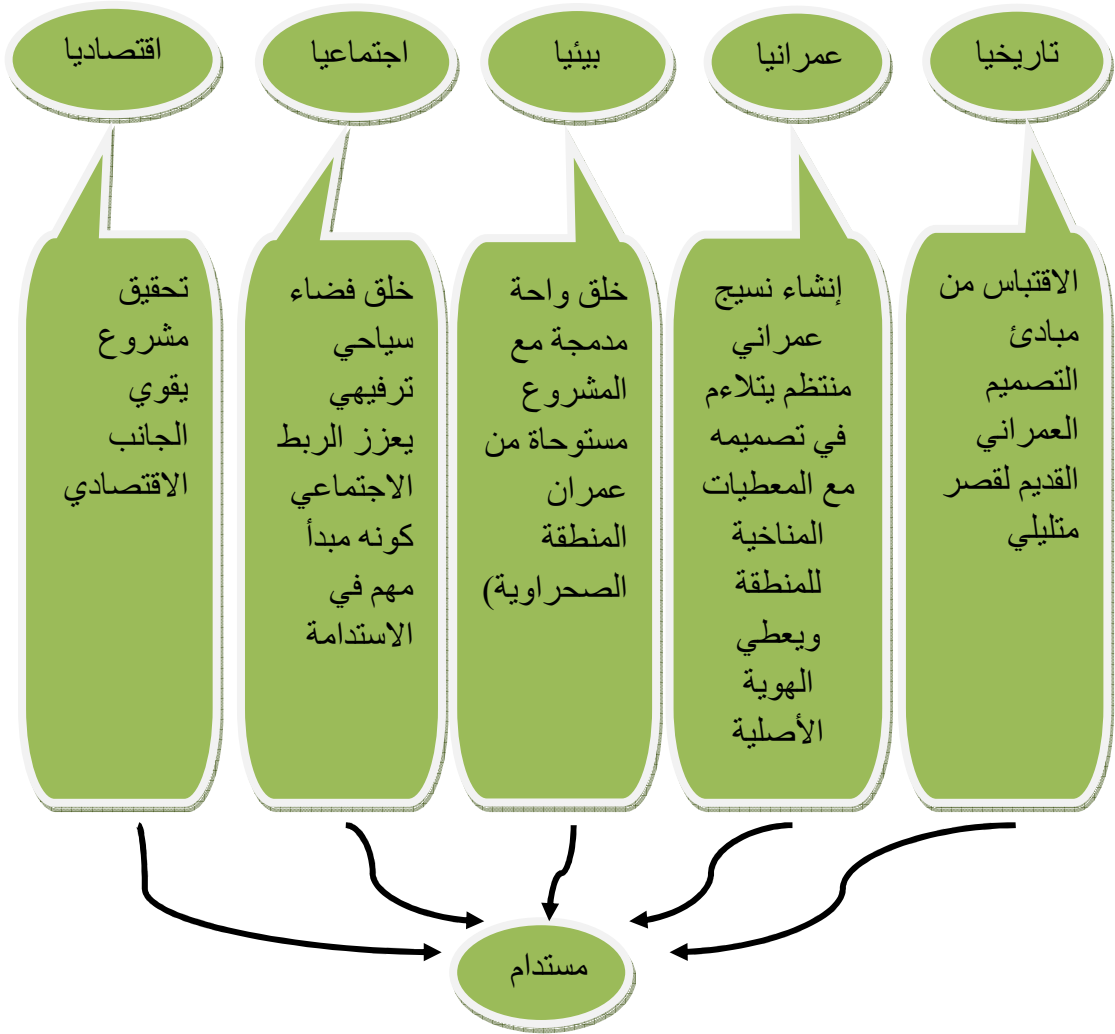 تاريخيا
عمرانيا
بيئيا
اجتماعيا
اقتصاديا
الاقتباس من
مبادئ
التصميم
العمراني
القديم لقصر
متليلي
إنشاء نسيج
عمراني
منتظم يتلاءم
في تصميمه
مع المعطيات
المناخية
للمنطقة
ويعطي
الهوية
الأصلية
خلق واحة
مدمجة مع
المشروع
مستوحاة من
عمران
المنطقة
الصحراوية)
خلق فضاء
سياحي
ترفيهي
يعزز الربط
الاجتماعي
كونه مبدأ
مهم في
الاستدامة
تحقيق
مشروع
يقوي
الجانب
الاقتصادي
مستدام